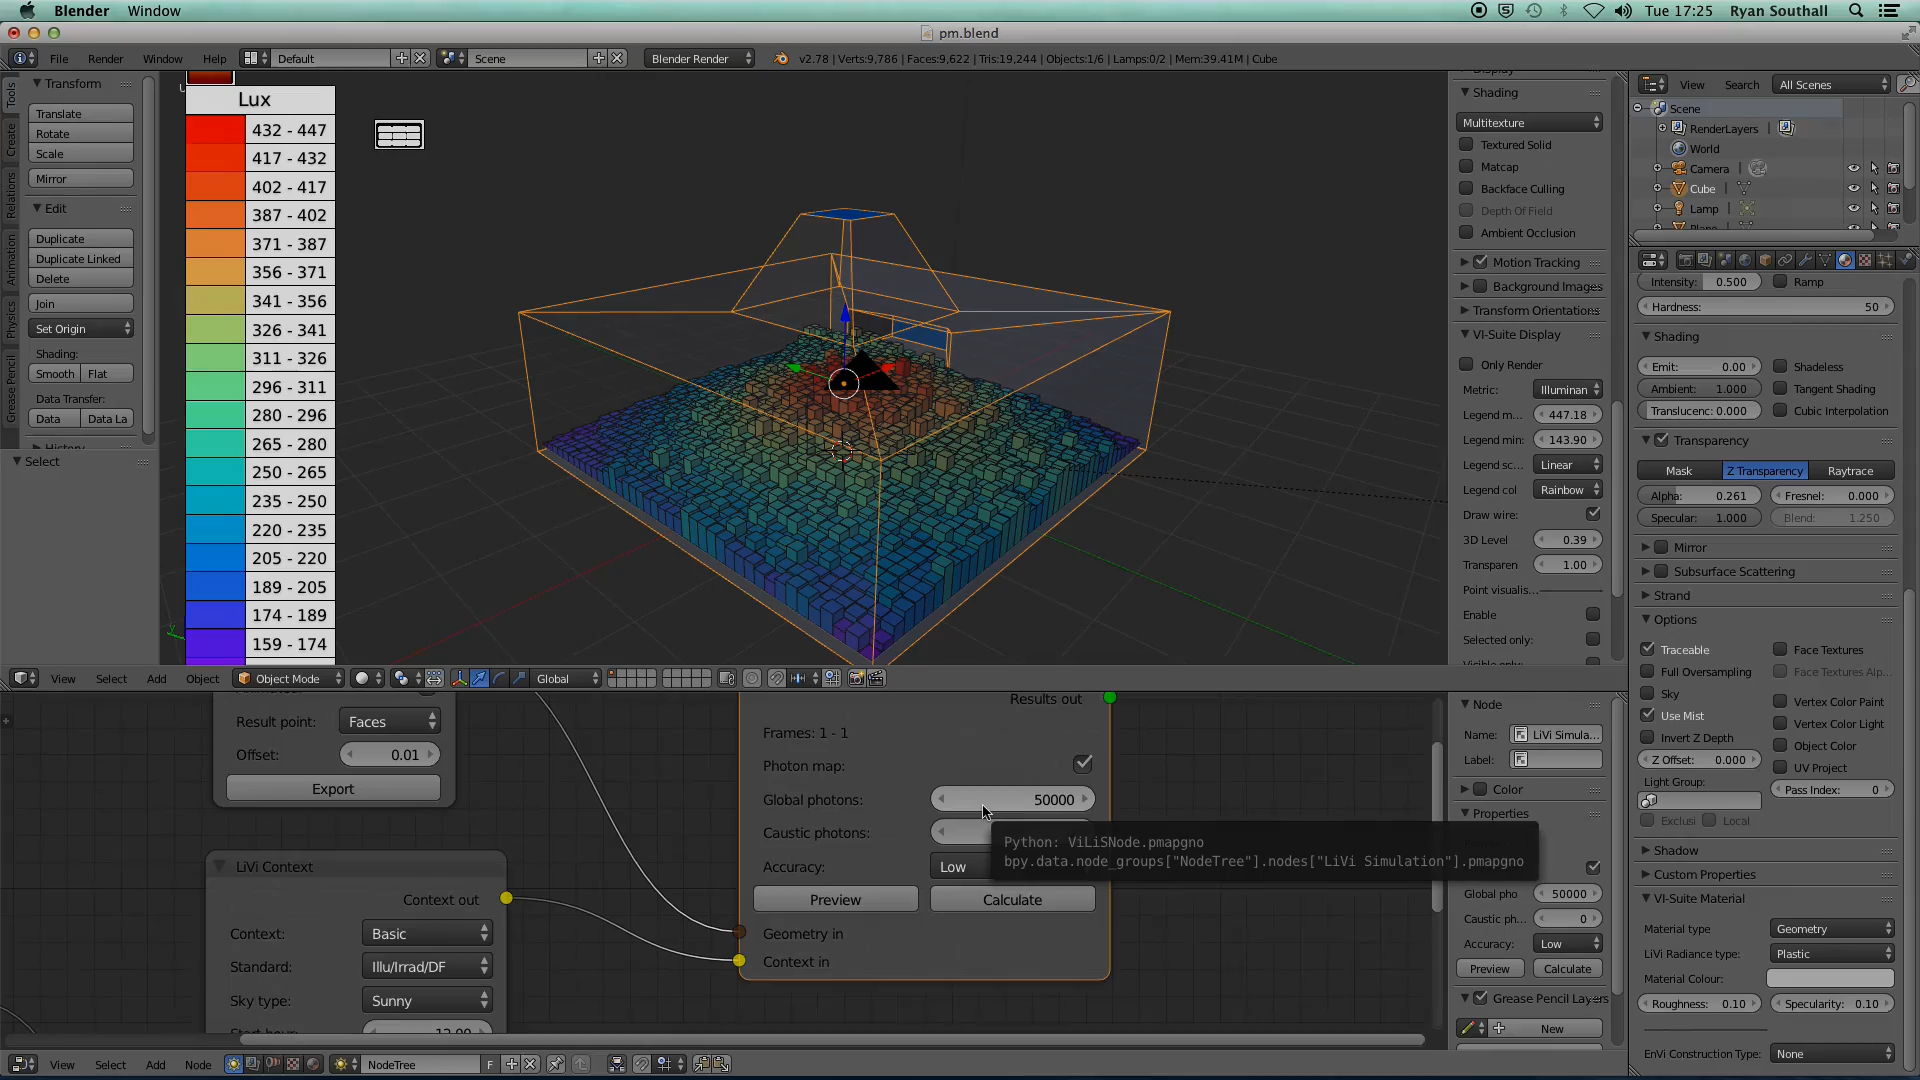 Blender Window
Tue 17:25 Ryan Southall
pm.blend
File Render Window Help Default Scene Blender Render v2.78 | Verts:9,786 | Faces:9,622 | Tris:19,244 | Objects:1/6 | Lamps:0/2 | Mem:39.41M | Cube
Tools
Create
Relations
Animation
Physics
Grease Pencil
Transform
Translate
Rotate
Scale
Mirror
Edit
Duplicate
Duplicate Linked
Delete
Join
Set Origin
Shading:
Smooth Flat
Data Transfer:
Data Data La
History
Select
Lux
432 - 447
417 - 432
402 - 417
387 - 402
371 - 387
356 - 371
341 - 356
326 - 341
311 - 326
296 - 311
280 - 296
265 - 280
250 - 265
235 - 250
220 - 235
205 - 220
189 - 205
174 - 189
159 - 174
Display
Shading
Multitexture
Textured Solid
Matcap
Backface Culling
Depth Of Field
Ambient Occlusion
Motion Tracking
Background Images
Transform Orientations
VI-Suite Display
Only Render
Metric: Illuminan
Legend m... 447.18
Legend min: 143.90
Legend sc... Linear
Legend col Rainbow
Draw wire:
3D Level 0.39
Transparen 1.00
Point visualis...
Enable
Selected only:
View Search All Scenes
Scene
RenderLayers
World
Camera
Cube
Lamp
Intensity: 0.500 Ramp
Hardness: 50
Shading
Emit: 0.00 Shadeless
Ambient: 1.000 Tangent Shading
Translucenc: 0.000 Cubic Interpolation
Transparency
Mask Z Transparency Raytrace
Alpha: 0.261 Fresnel: 0.000
Specular: 1.000 Blend: 1.250
Mirror
Subsurface Scattering
Strand
Options
Traceable Face Textures
Full Oversampling Face Textures Alp...
Sky Vertex Color Paint
Use Mist Vertex Color Light
Invert Z Depth Object Color
Z Offset: 0.000 UV Project
Light Group: Pass Index: 0
Exclusi Local
Shadow
Custom Properties
VI-Suite Material
Material type Geometry
LiVi Radiance type: Plastic
Material Colour:
Roughness: 0.10 Specularity: 0.10
EnVi Construction Type: None
View Select Add Object Object Mode Global
Result point: Faces
Offset: 0.01
Export
LiVi Context
Context out
Context: Basic
Standard: Illu/Irrad/DF
Sky type: Sunny
Results out
Frames: 1 - 1
Photon map:
Global photons: 50000
Caustic photons:
Accuracy: Low
Preview Calculate
Geometry in
Context in
Python: ViLiSNode.pmapgno
bpy.data.node_groups["NodeTree"].nodes["LiVi Simulation"].pmapgno
Node
Name: LiVi Simula...
Label:
Color
Properties
Global pho 50000
Caustic ph... 0
Accuracy: Low
Preview Calculate
Grease Pencil Layers
New
View Select Add Node NodeTree F